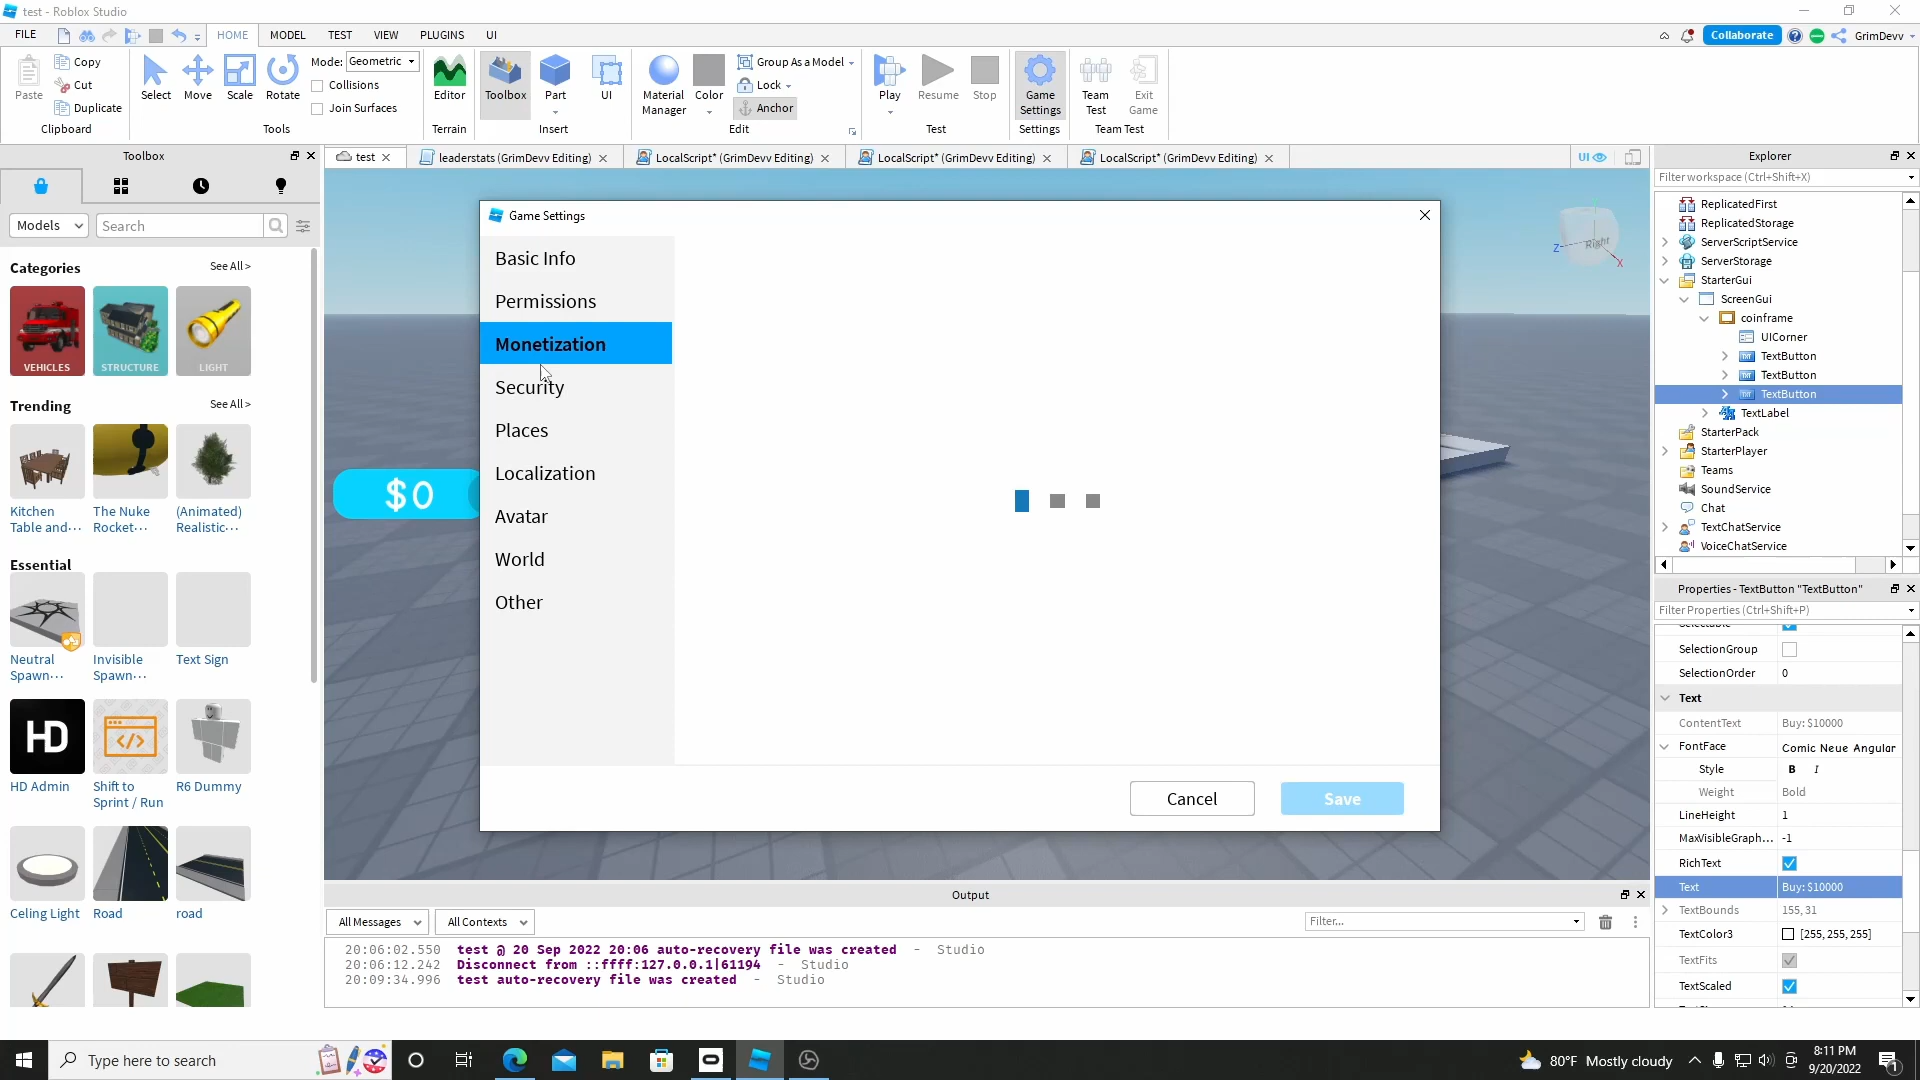 test - Roblox Studio
FILE HOME MODEL TEST VIEW PLUGINS UI Collaborate GrimDevv
Paste Copy Cut Duplicate Clipboard
Select Move Scale Rotate Mode: Geometric Collisions Join Surfaces Tools
Editor Terrain
Toolbox Part UI Insert
Material Manager Color Group As a Model Lock Anchor Edit
Play Resume Stop Test
Game Settings Settings
Team Test Exit Game Team Test
Toolbox
test leaderstats (GrimDevv Editing) LocalScript* (GrimDevv Editing) LocalScript* (GrimDevv Editing) LocalScript* (GrimDevv Editing) UI
Models Search
Categories See All >
VEHICLES STRUCTURE LIGHT
Trending See All >
Kitchen Table and··· The Nuke Rocket··· (Animated) Realistic···
Essential
Neutral Spawn··· Invisible Spawn··· Text Sign
HD
HD Admin Shift to Sprint / Run R6 Dummy
Celing Light Road road
$0
Right
Z
X
Game Settings
Basic Info
Permissions
Monetization
Security
Places
Localization
Avatar
World
Other
Cancel Save
Output
All Messages All Contexts Filter...
20:06:02.550 test @ 20 Sep 2022 20:06 auto-recovery file was created - Studio
20:06:12.242 Disconnect from ::ffff:127.0.0.1|61194 - Studio
20:09:34.996 test auto-recovery file was created - Studio
Explorer
Filter workspace (Ctrl+Shift+X)
ReplicatedFirst
ReplicatedStorage
ServerScriptService
ServerStorage
StarterGui
ScreenGui
coinframe
UICorner
TextButton
TextButton
TextButton
TextLabel
StarterPack
StarterPlayer
Teams
SoundService
Chat
TextChatService
VoiceChatService
Properties - TextButton "TextButton"
Filter Properties (Ctrl+Shift+P)
Selectable
SelectionGroup
SelectionOrder 0
Text
ContentText Buy: $10000
FontFace Comic Neue Angular
Style B I
Weight Bold
LineHeight 1
MaxVisibleGraph... -1
RichText
Text Buy: $10000
TextBounds 155, 31
TextColor3 [255, 255, 255]
TextFits
TextScaled
Type here to search
80°F Mostly cloudy
8:11 PM
9/20/2022
1